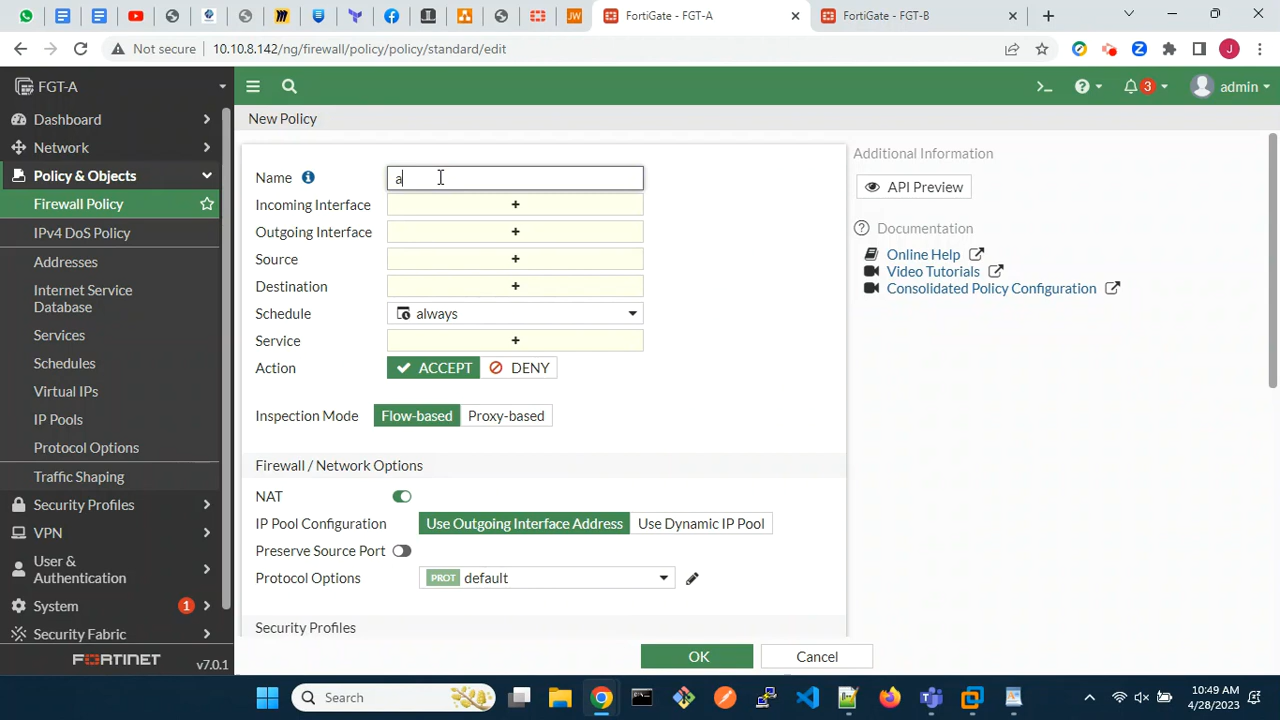 JW
FortiGate - FGT-A
FortiGate - FGT-B
Not secure
10.10.8.142/ng/firewall/policy/policy/standard/edit
J
FGT-A
3
admin
Dashboard
Network
Policy & Objects
Firewall Policy
IPv4 DoS Policy
Addresses
Internet Service
Database
Services
Schedules
Virtual IPs
IP Pools
Protocol Options
Traffic Shaping
Security Profiles
VPN
User &
Authentication
System
1
Security Fabric
FORTINET
v7.0.1
New Policy
Name
a
Incoming Interface
+
Outgoing Interface
+
Source
+
Destination
+
Schedule
always
Service
+
Action
ACCEPT
DENY
Inspection Mode
Flow-based
Proxy-based
Firewall / Network Options
NAT
IP Pool Configuration
Use Outgoing Interface Address
Use Dynamic IP Pool
Preserve Source Port
Protocol Options
PROT
default
Security Profiles
OK
Cancel
Additional Information
API Preview
Documentation
Online Help
Video Tutorials
Consolidated Policy Configuration
Search
10:49 AM
4/28/2023